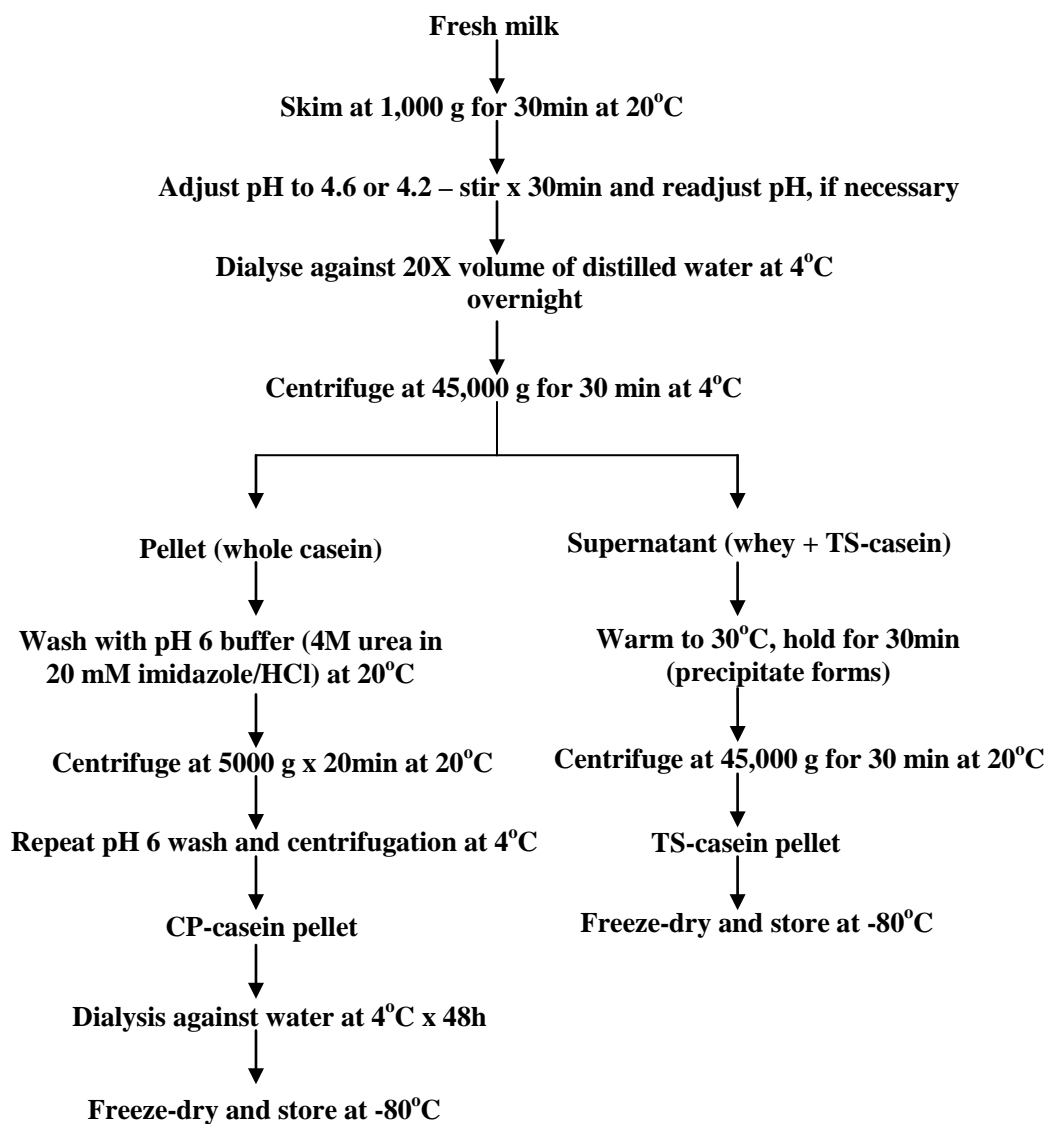 Fresh milk
Skim at 1,000 g for 30min at 20°C
Adjust pH to 4.6 or 4.2 – stir x 30min and readjust pH, if necessary
Dialyse against 20X volume of distilled water at 4°C
overnight
Centrifuge at 45,000 g for 30 min at 4°C
Pellet (whole casein)
Wash with pH 6 buffer (4M urea in
20 mM imidazole/HCl) at 20°C
Centrifuge at 5000 g x 20min at 20°C
Repeat pH 6 wash and centrifugation at 4°C
CP-casein pellet
Dialysis against water at 4°C x 48h
Freeze-dry and store at -80°C
Supernatant (whey + TS-casein)
Warm to 30°C, hold for 30min
(precipitate forms)
Centrifuge at 45,000 g for 30 min at 20°C
TS-casein pellet
Freeze-dry and store at -80°C